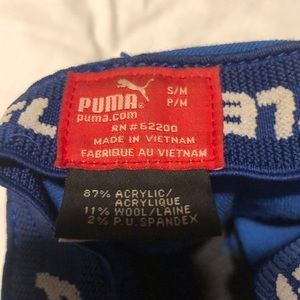 PUMA
S/M
P/M
puma.com
RN#62200
MADE IN VIETNAM
FABRIQUE AU VIETNAM
87% ACRYLIC/
ACRYLIQUE
11% WOOL/LAINE
2% P.U. SPANDEX